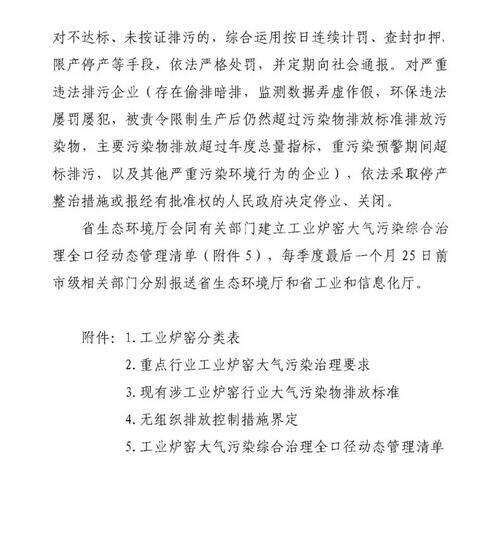 对不达标、未按证排污的，综合运用按日连续计罚、查封扣押、
限产停产等手段，依法严格处罚，并定期向社会通报。对严重
违法排污企业（存在偷排暗排，监测数据弄虚作假，环保违法
屡罚屡犯，被责令限制生产后仍然超过污染物排放标准排放污
染物，主要污染物排放超过年度总量指标，重污染预警期间超
标排污，以及其他严重污染环境行为的企业），依法采取停产
整治措施或报经有批准权的人民政府决定停业、关闭。
省生态环境厅会同有关部门建立工业炉窑大气污染综合治
理全口径动态管理清单（附件 5），每季度最后一个月 25 日前
市级相关部门分别报送省生态环境厅和省工业和信息化厅。
附件：1.工业炉窑分类表
2.重点行业工业炉窑大气污染治理要求
3.现有涉工业炉窑行业大气污染物排放标准
4.无组织排放控制措施界定
5.工业炉窑大气污染综合治理全口径动态管理清单